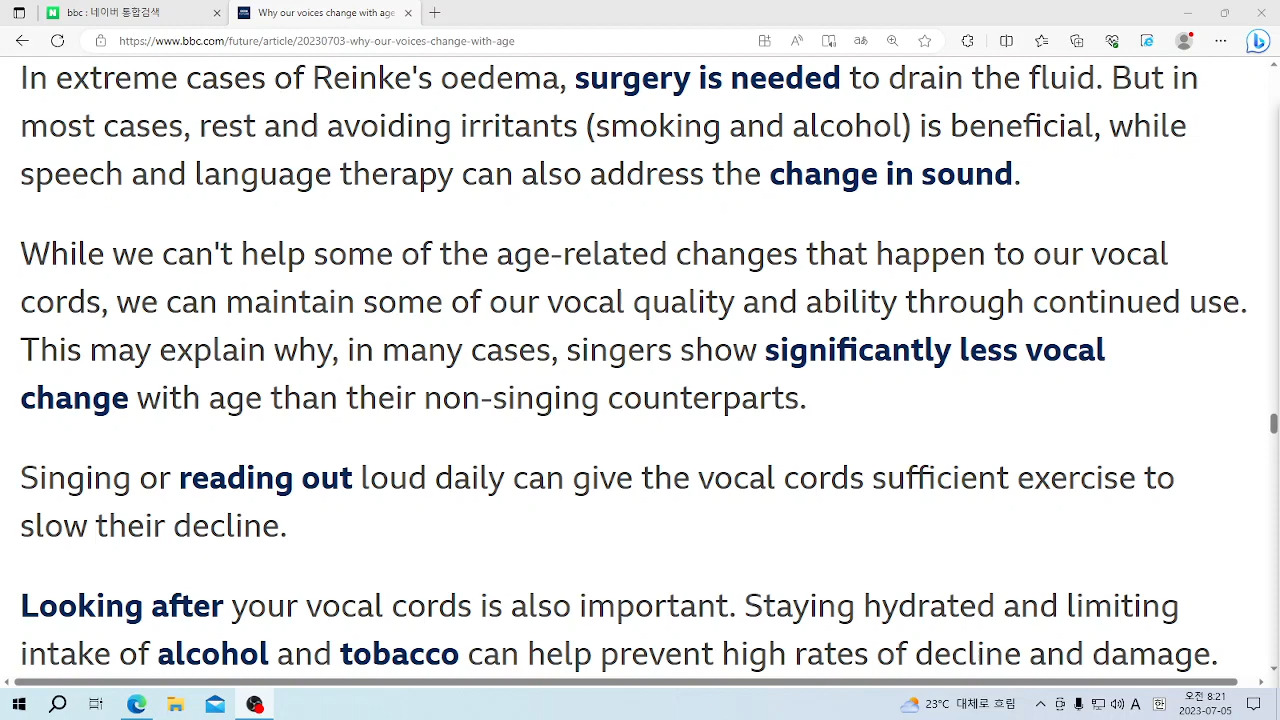 bbc : 네이버 통합검색
Why our voices change with age
https://www.bbc.com/future/article/20230703-why-our-voices-change-with-age
In extreme cases of Reinke's oedema, surgery is needed to drain the fluid. But in
most cases, rest and avoiding irritants (smoking and alcohol) is beneficial, while
speech and language therapy can also address the change in sound.
While we can't help some of the age-related changes that happen to our vocal
cords, we can maintain some of our vocal quality and ability through continued use.
This may explain why, in many cases, singers show significantly less vocal
change with age than their non-singing counterparts.
Singing or reading out loud daily can give the vocal cords sufficient exercise to
slow their decline.
Looking after your vocal cords is also important. Staying hydrated and limiting
intake of alcohol and tobacco can help prevent high rates of decline and damage.
23°C 대체로 흐림
A
오전 8:21
2023-07-05